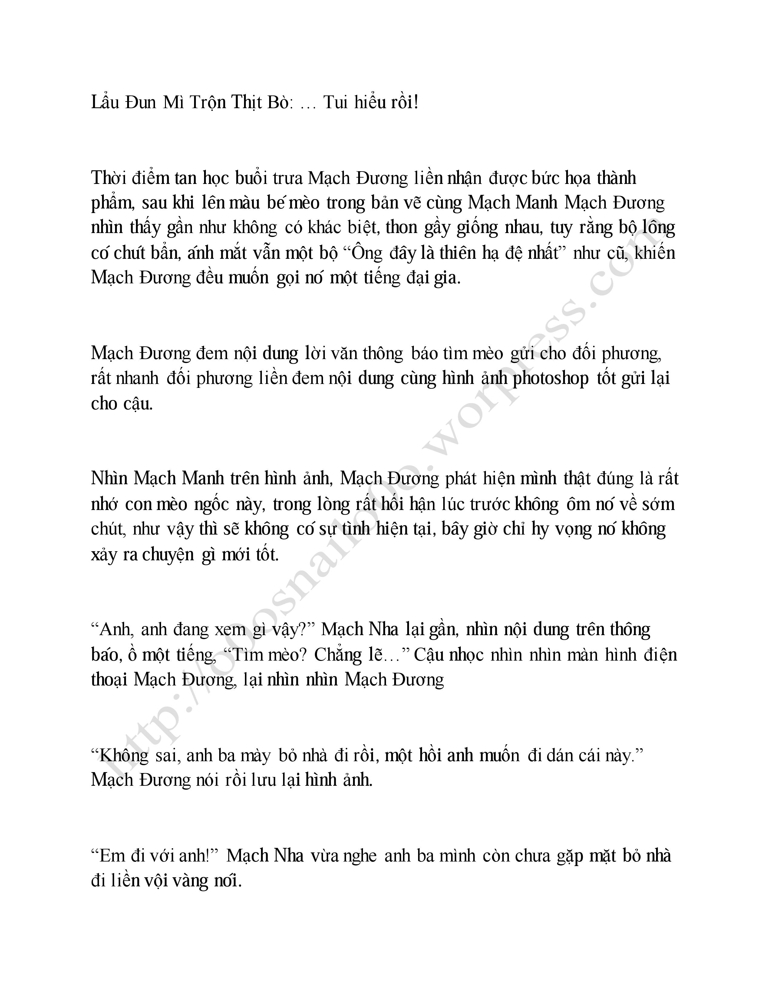 Lẩu Đun Mì Trộn Thịt Bò: … Tui hiểu rồi!
Thời điểm tan học buổi trưa Mạch Đương liền nhận được bức họa thành
phẩm, sau khi lên màu bé mèo trong bản vẽ cùng Mạch Manh Mạch Đương
nhìn thấy gần như không có khác biệt, thon gầy giống nhau, tuy rằng bộ lông
có chút bẩn, ánh mắt vẫn một bộ “Ông đây là thiên hạ đệ nhất” như cũ, khiến
Mạch Đương đều muốn gọi nó một tiếng đại gia.
Mạch Đương đem nội dung lời văn thông báo tìm mèo gửi cho đối phương,
rất nhanh đối phương liền đem nội dung cùng hình ảnh photoshop tốt gửi lại
cho cậu.
Nhìn Mạch Manh trên hình ảnh, Mạch Đương phát hiện mình thật đúng là rất
nhớ con mèo ngốc này, trong lòng rất hối hận lúc trước không ôm nó về sớm
chút, như vậy thì sẽ không có sự tình hiện tại, bây giờ chỉ hy vọng nó không
xảy ra chuyện gì mới tốt.
“Anh, anh đang xem gì vậy?” Mạch Nha lại gần, nhìn nội dung trên thông
báo, ồ một tiếng, “Tìm mèo? Chẳng lẽ…” Cậu nhọc nhìn nhìn màn hình điện
thoại Mạch Đương, lại nhìn nhìn Mạch Đương
“Không sai, anh ba mày bỏ nhà đi rồi, một hồi anh muốn đi dán cái này.”
Mạch Đương nói rồi lưu lại hình ảnh.
“Em đi với anh!” Mạch Nha vừa nghe anh ba mình còn chưa gặp mặt bỏ nhà
đi liền vội vàng nói.
http://o0osnailo0o.worpress.com